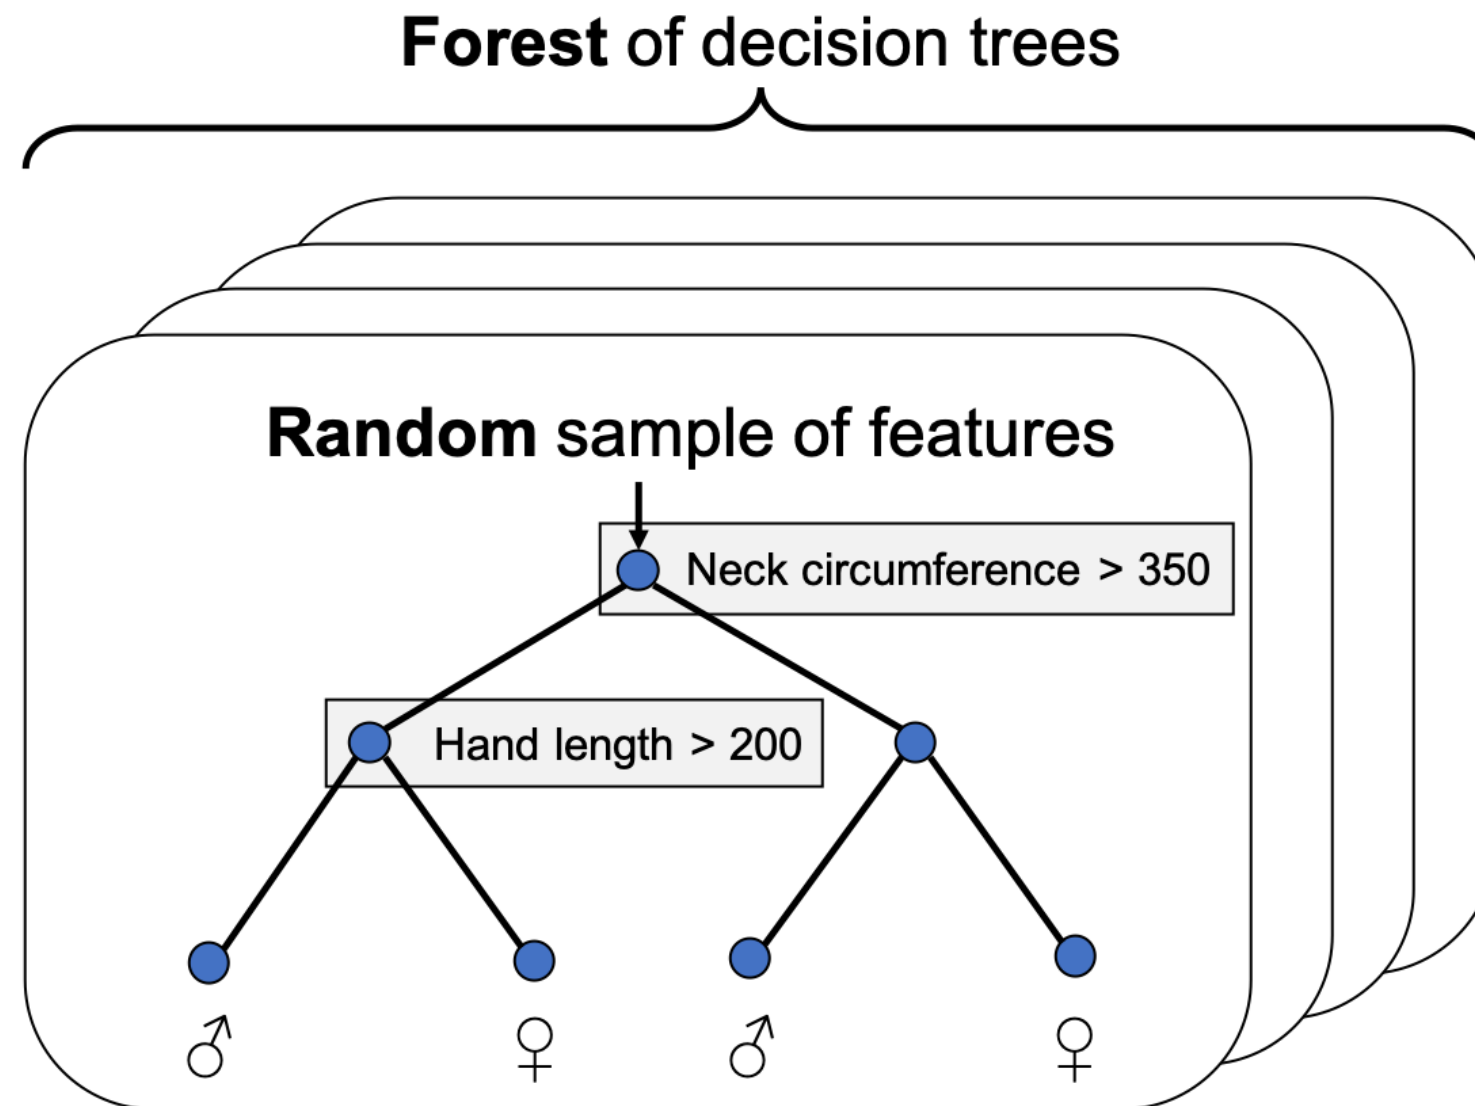 Forest of decision trees
Random sample of features
Neck circumference > 350
Hand length > 200
♂ ♀ ♂ ♀